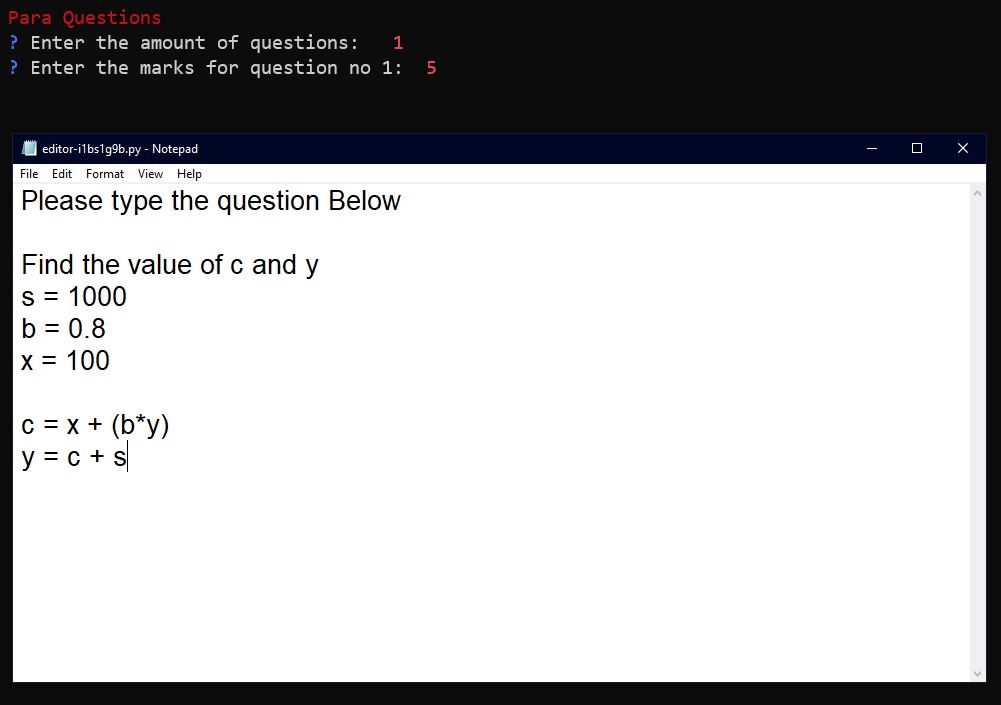 Para Questions
? Enter the amount of questions: 1
? Enter the marks for question no 1: 5
editor-i1bs1g9b.py - Notepad
File Edit Format View Help
Please type the question Below
Find the value of c and y
s = 1000
b = 0.8
x = 100
c = x + (b*y)
y = c + s